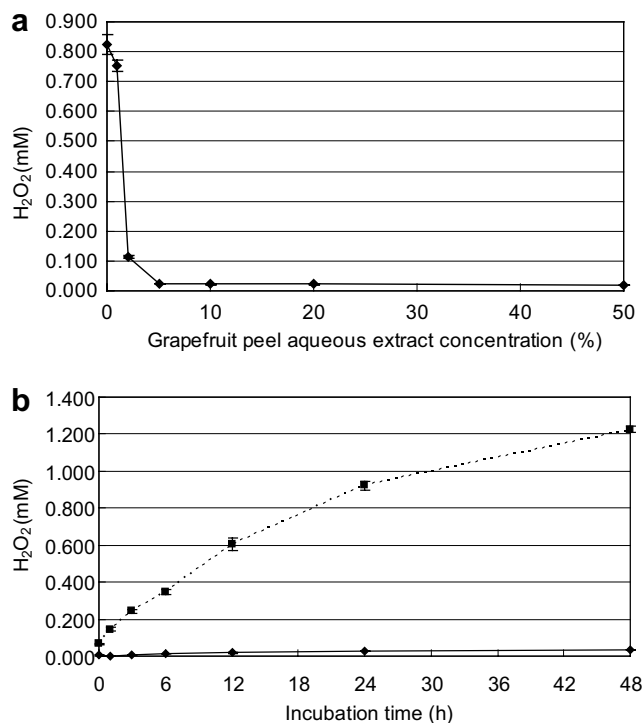 a
0.900
0.800
0.700
0.600
0.500
0.400
0.300
0.200
0.100
0.000
H₂O₂(mM)
0 10 20 30 40 50
Grapefruit peel aqueous extract concentration (%)
b
1.400
1.200
1.000
0.800
0.600
0.400
0.200
0.000
H₂O₂(mM)
0 6 12 18 24 30 36 42 48
Incubation time (h)